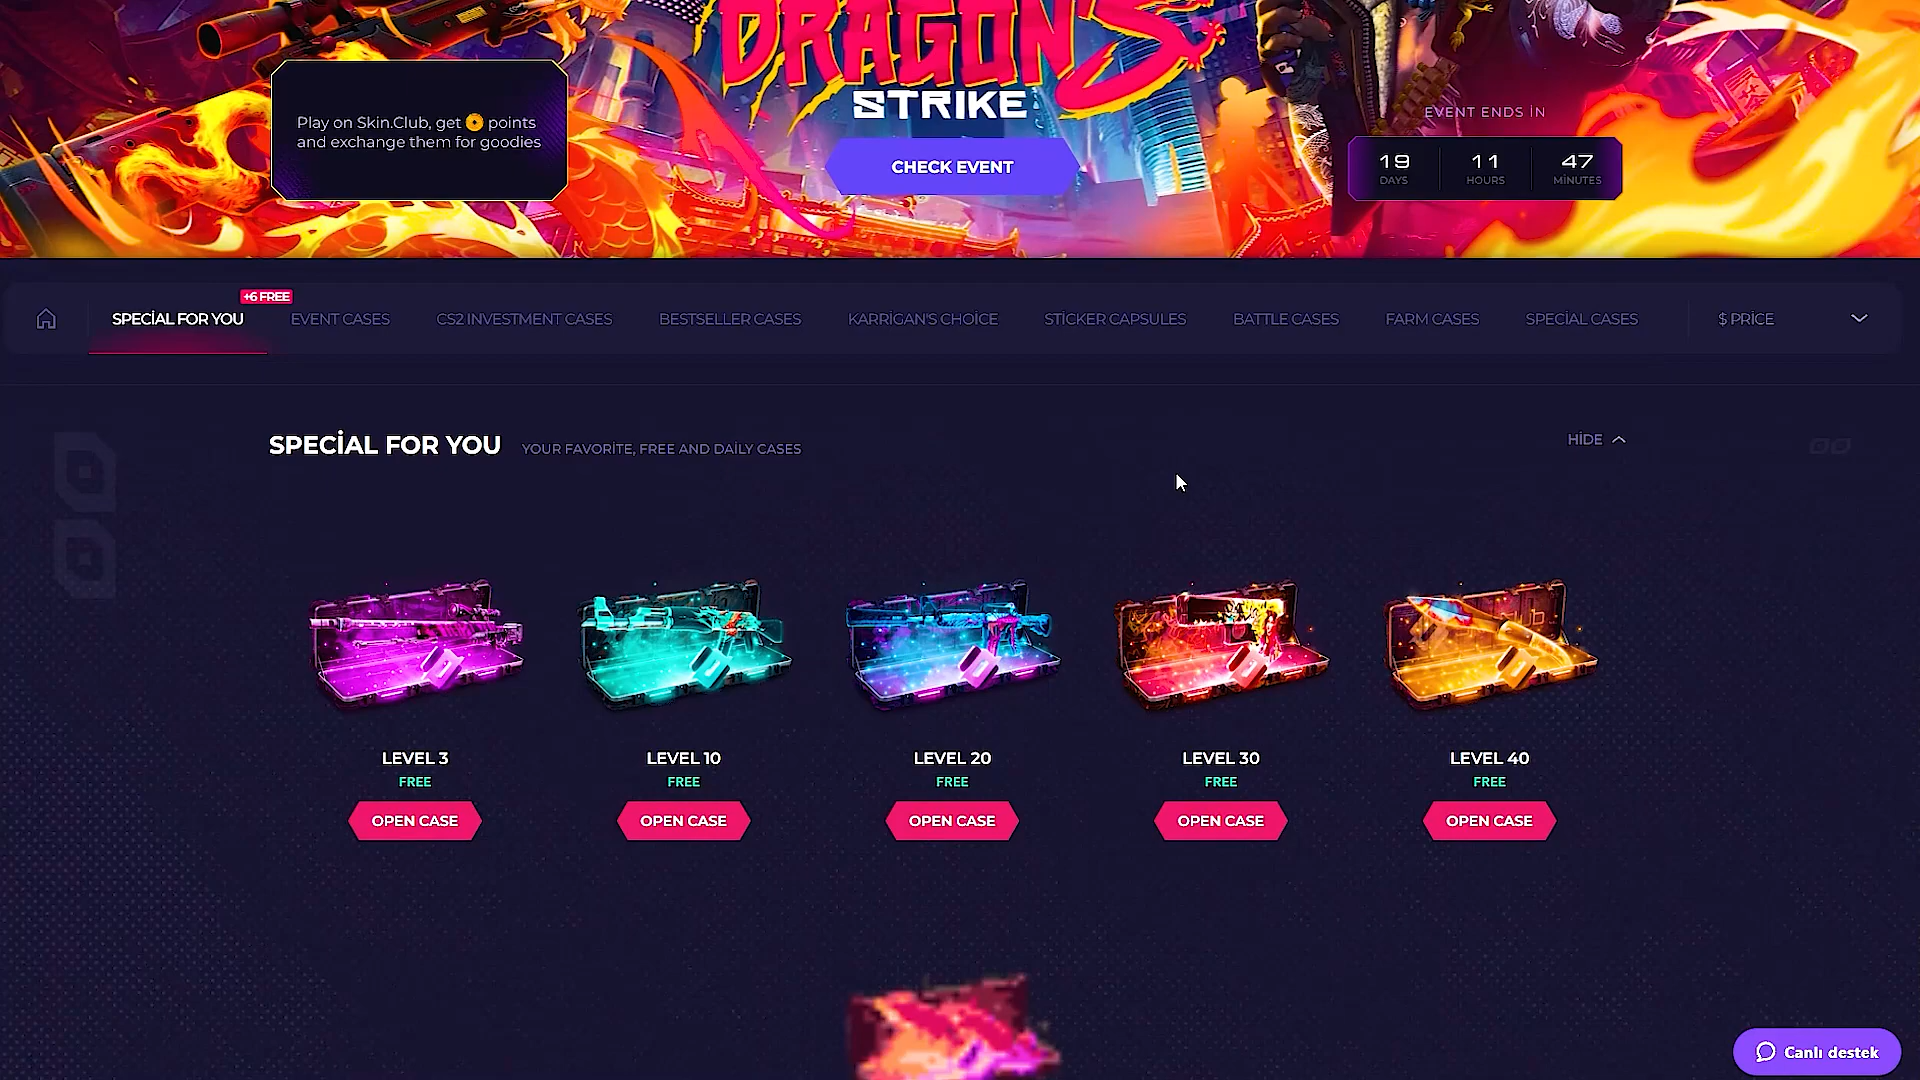 DRAGON'S
STRIKE
Play on Skin.Club, get points
and exchange them for goodies
CHECK EVENT
EVENT ENDS İN
19 11 47
DAYS HOURS MİNUTES
+6 FREE
SPECİAL FOR YOU EVENT CASES CS2 INVESTMENT CASES BESTSELLER CASES KARRİGAN'S CHOİCE STİCKER CAPSULES BATTLE CASES FARM CASES SPECİAL CASES $ PRİCE
SPECİAL FOR YOU YOUR FAVORİTE, FREE AND DAİLY CASES HİDE
LEVEL 3 LEVEL 10 LEVEL 20 LEVEL 30 LEVEL 40
FREE FREE FREE FREE FREE
OPEN CASE OPEN CASE OPEN CASE OPEN CASE OPEN CASE
Canlı destek